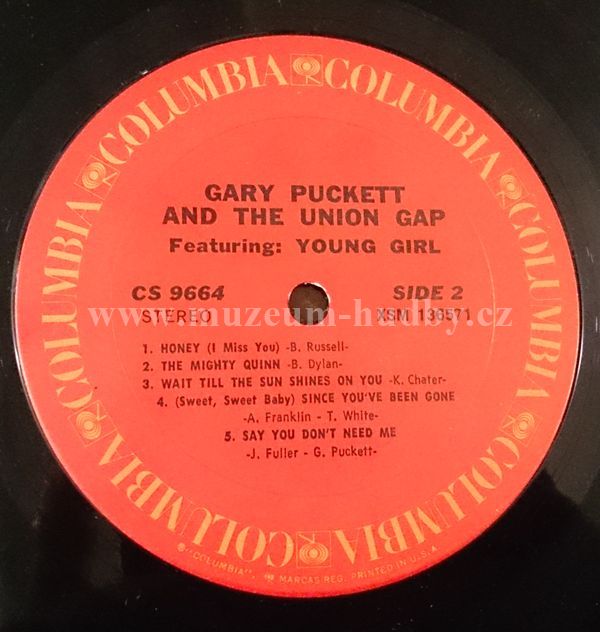 COLUMBIA COLUMBIA COLUMBIA COLUMBIA COLUMBIA COLUMBIA
GARY PUCKETT
AND THE UNION GAP
Featuring: YOUNG GIRL
CS 9664 SIDE 2
STEREO XSM 136571
www.muzeum-hudby.cz
1. HONEY (I Miss You) -B. Russell-
2. THE MIGHTY QUINN -B. Dylan-
3. WAIT TILL THE SUN SHINES ON YOU -K. Chater-
4. (Sweet, Sweet Baby) SINCE YOU'VE BEEN GONE
-A. Franklin - T. White-
5. SAY YOU DON'T NEED ME
-J. Fuller - G. Puckett-
® "COLUMBIA", MARCAS REG. PRINTED IN U.S.A.